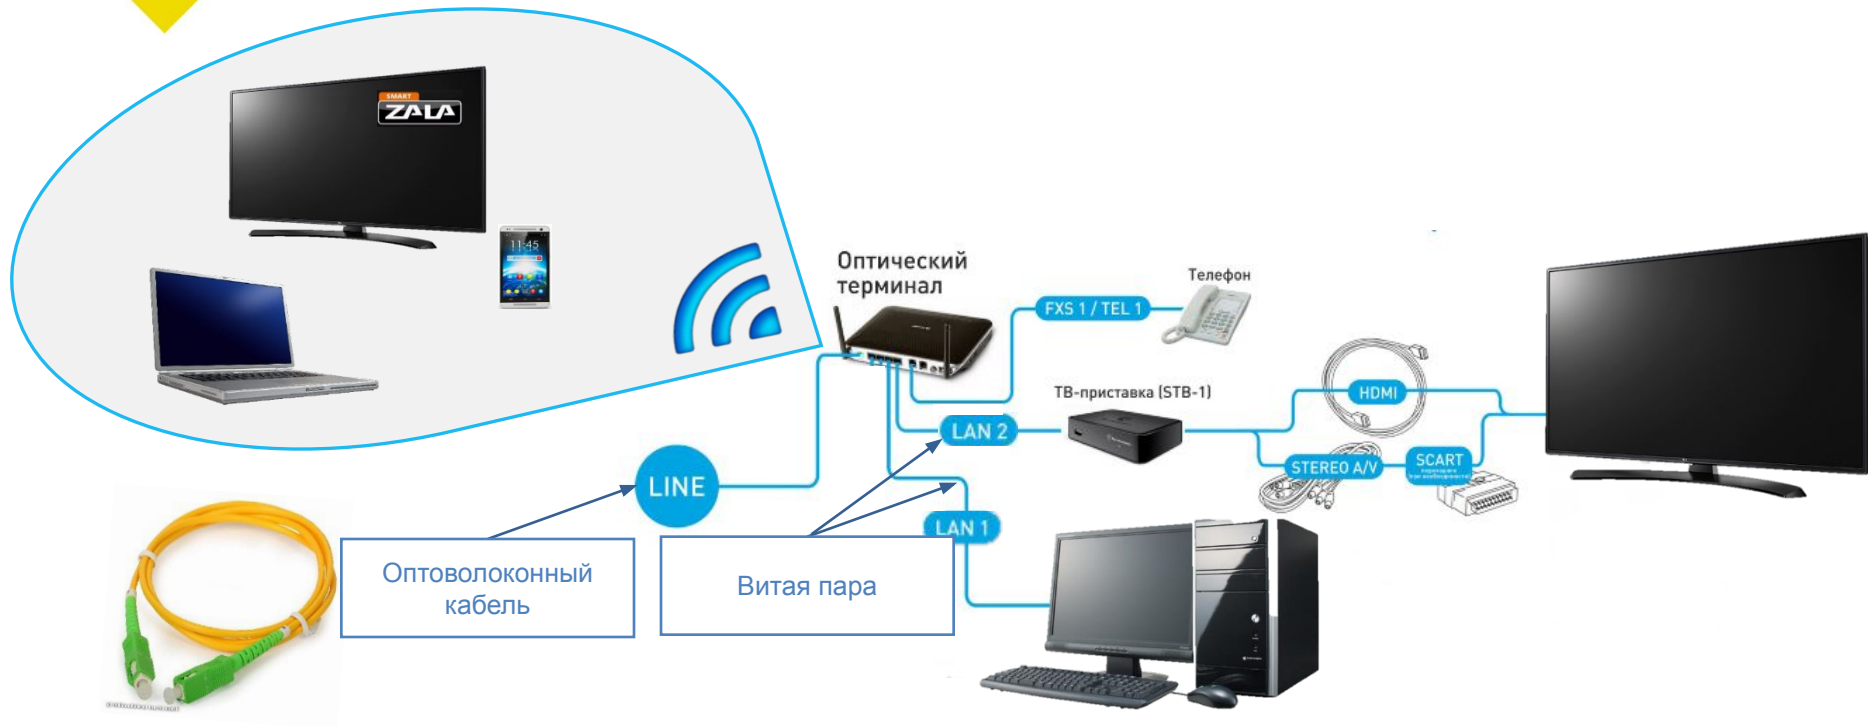 SMART
ZALA
11:45
Оптический
терминал
Телефон
FXS 1 / TEL 1
ТВ-приставка (STB-1)
HDMI
LAN 2
STEREO A/V
SCART
LINE
LAN 1
Оптоволоконный
кабель
Витая пара